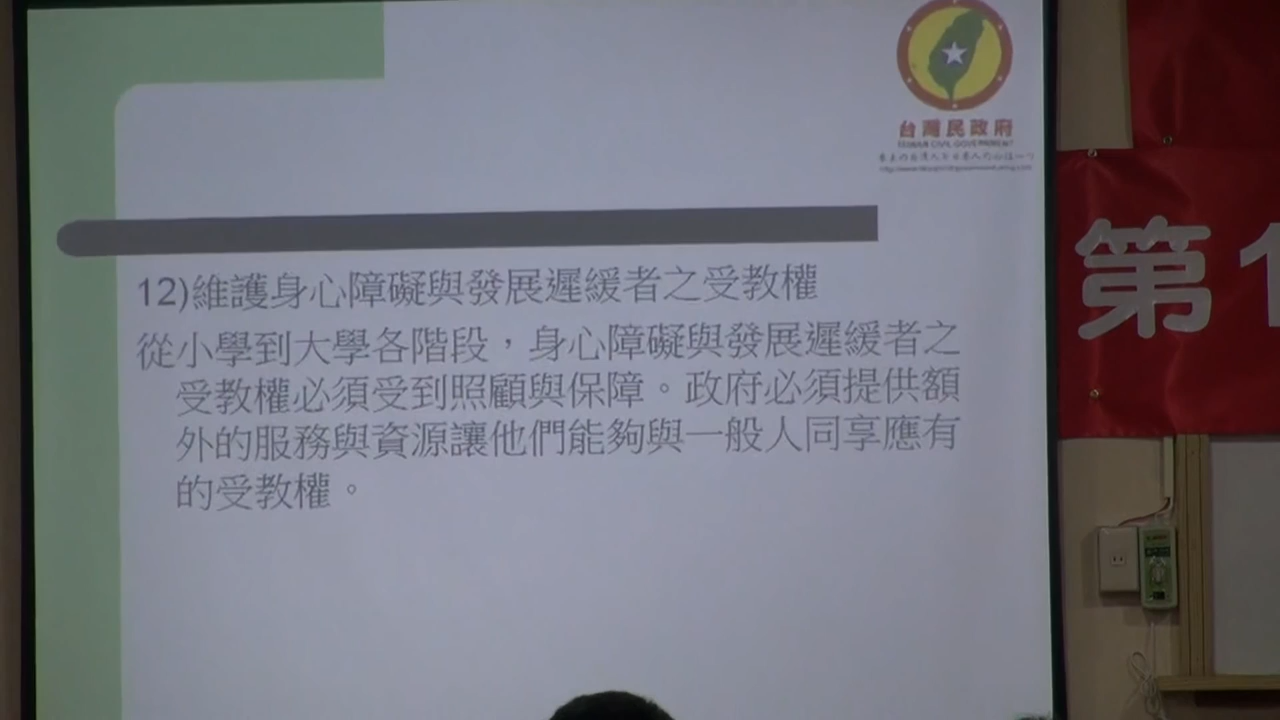 台灣民政府
TAIWAN CIVIL GOVERNMENT
12)維護身心障礙與發展遲緩者之受教權
從小學到大學各階段，身心障礙與發展遲緩者之
受教權必須受到照顧與保障。政府必須提供額
外的服務與資源讓他們能夠與一般人同享應有
的受教權。
第